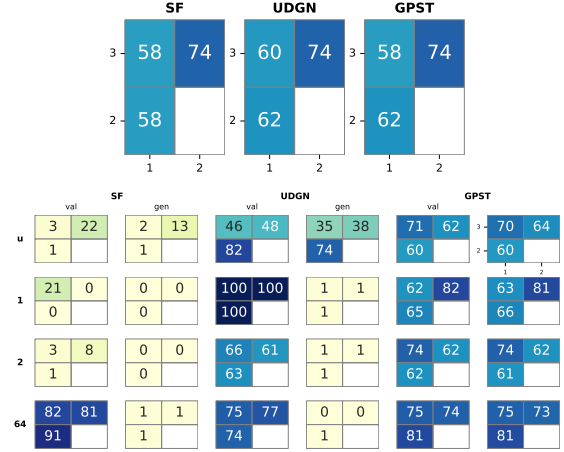 SF UDGN GPST
3 58 74 3 60 74 3 58 74
2 58 2 62 2 62
1 2 1 2 1 2
SF UDGN GPST
val gen val gen val
3 22 2 13 46 48 35 38 71 62 3 70 64
u 1 1 82 74 60 2 60
1 2
21 0 0 0 100 100 1 1 62 82 63 81
1 0 0 100 1 65 66
3 8 0 0 66 61 1 1 74 62 74 62
2 1 0 63 1 62 61
82 81 1 1 75 77 0 0 75 74 75 73
64 91 1 74 1 81 81